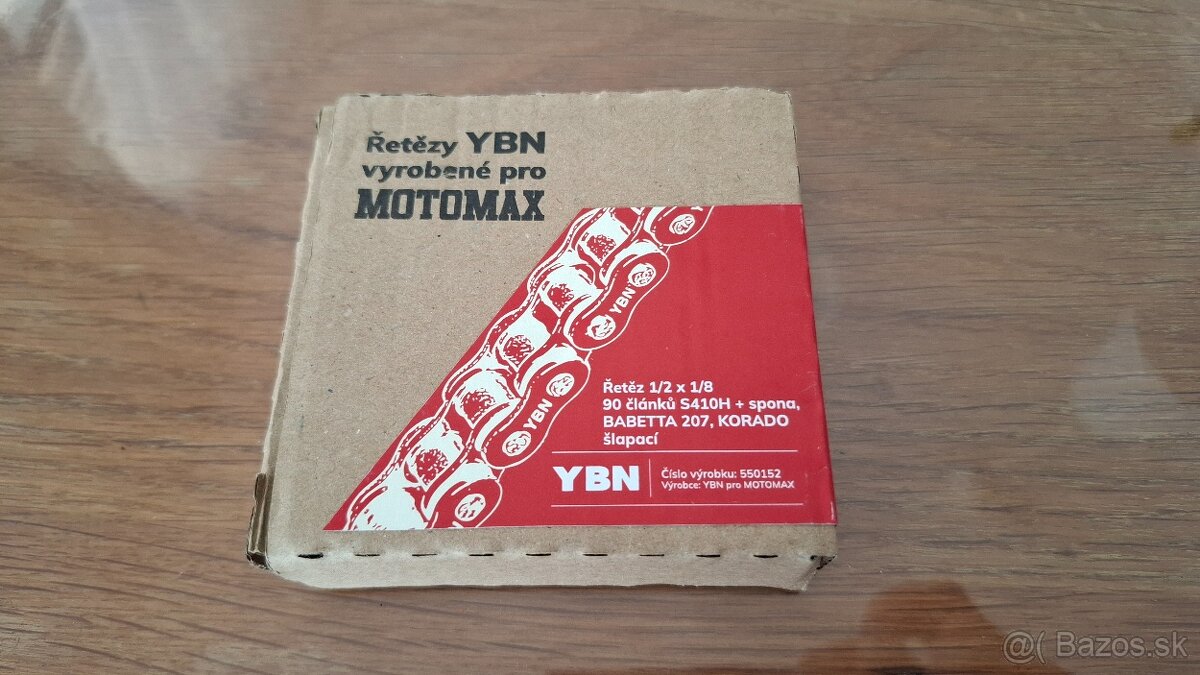 Řetězy YBN
vyrobené pro
MOTOMAX
YBN
YBN
YBN
Řetěz 1/2 x 1/8
90 článků S410H + spona,
BABETTA 207, KORADO
šlapací
YBN
Číslo výrobku: 550152
Výrobce: YBN pro MOTOMAX
@( Bazos.sk